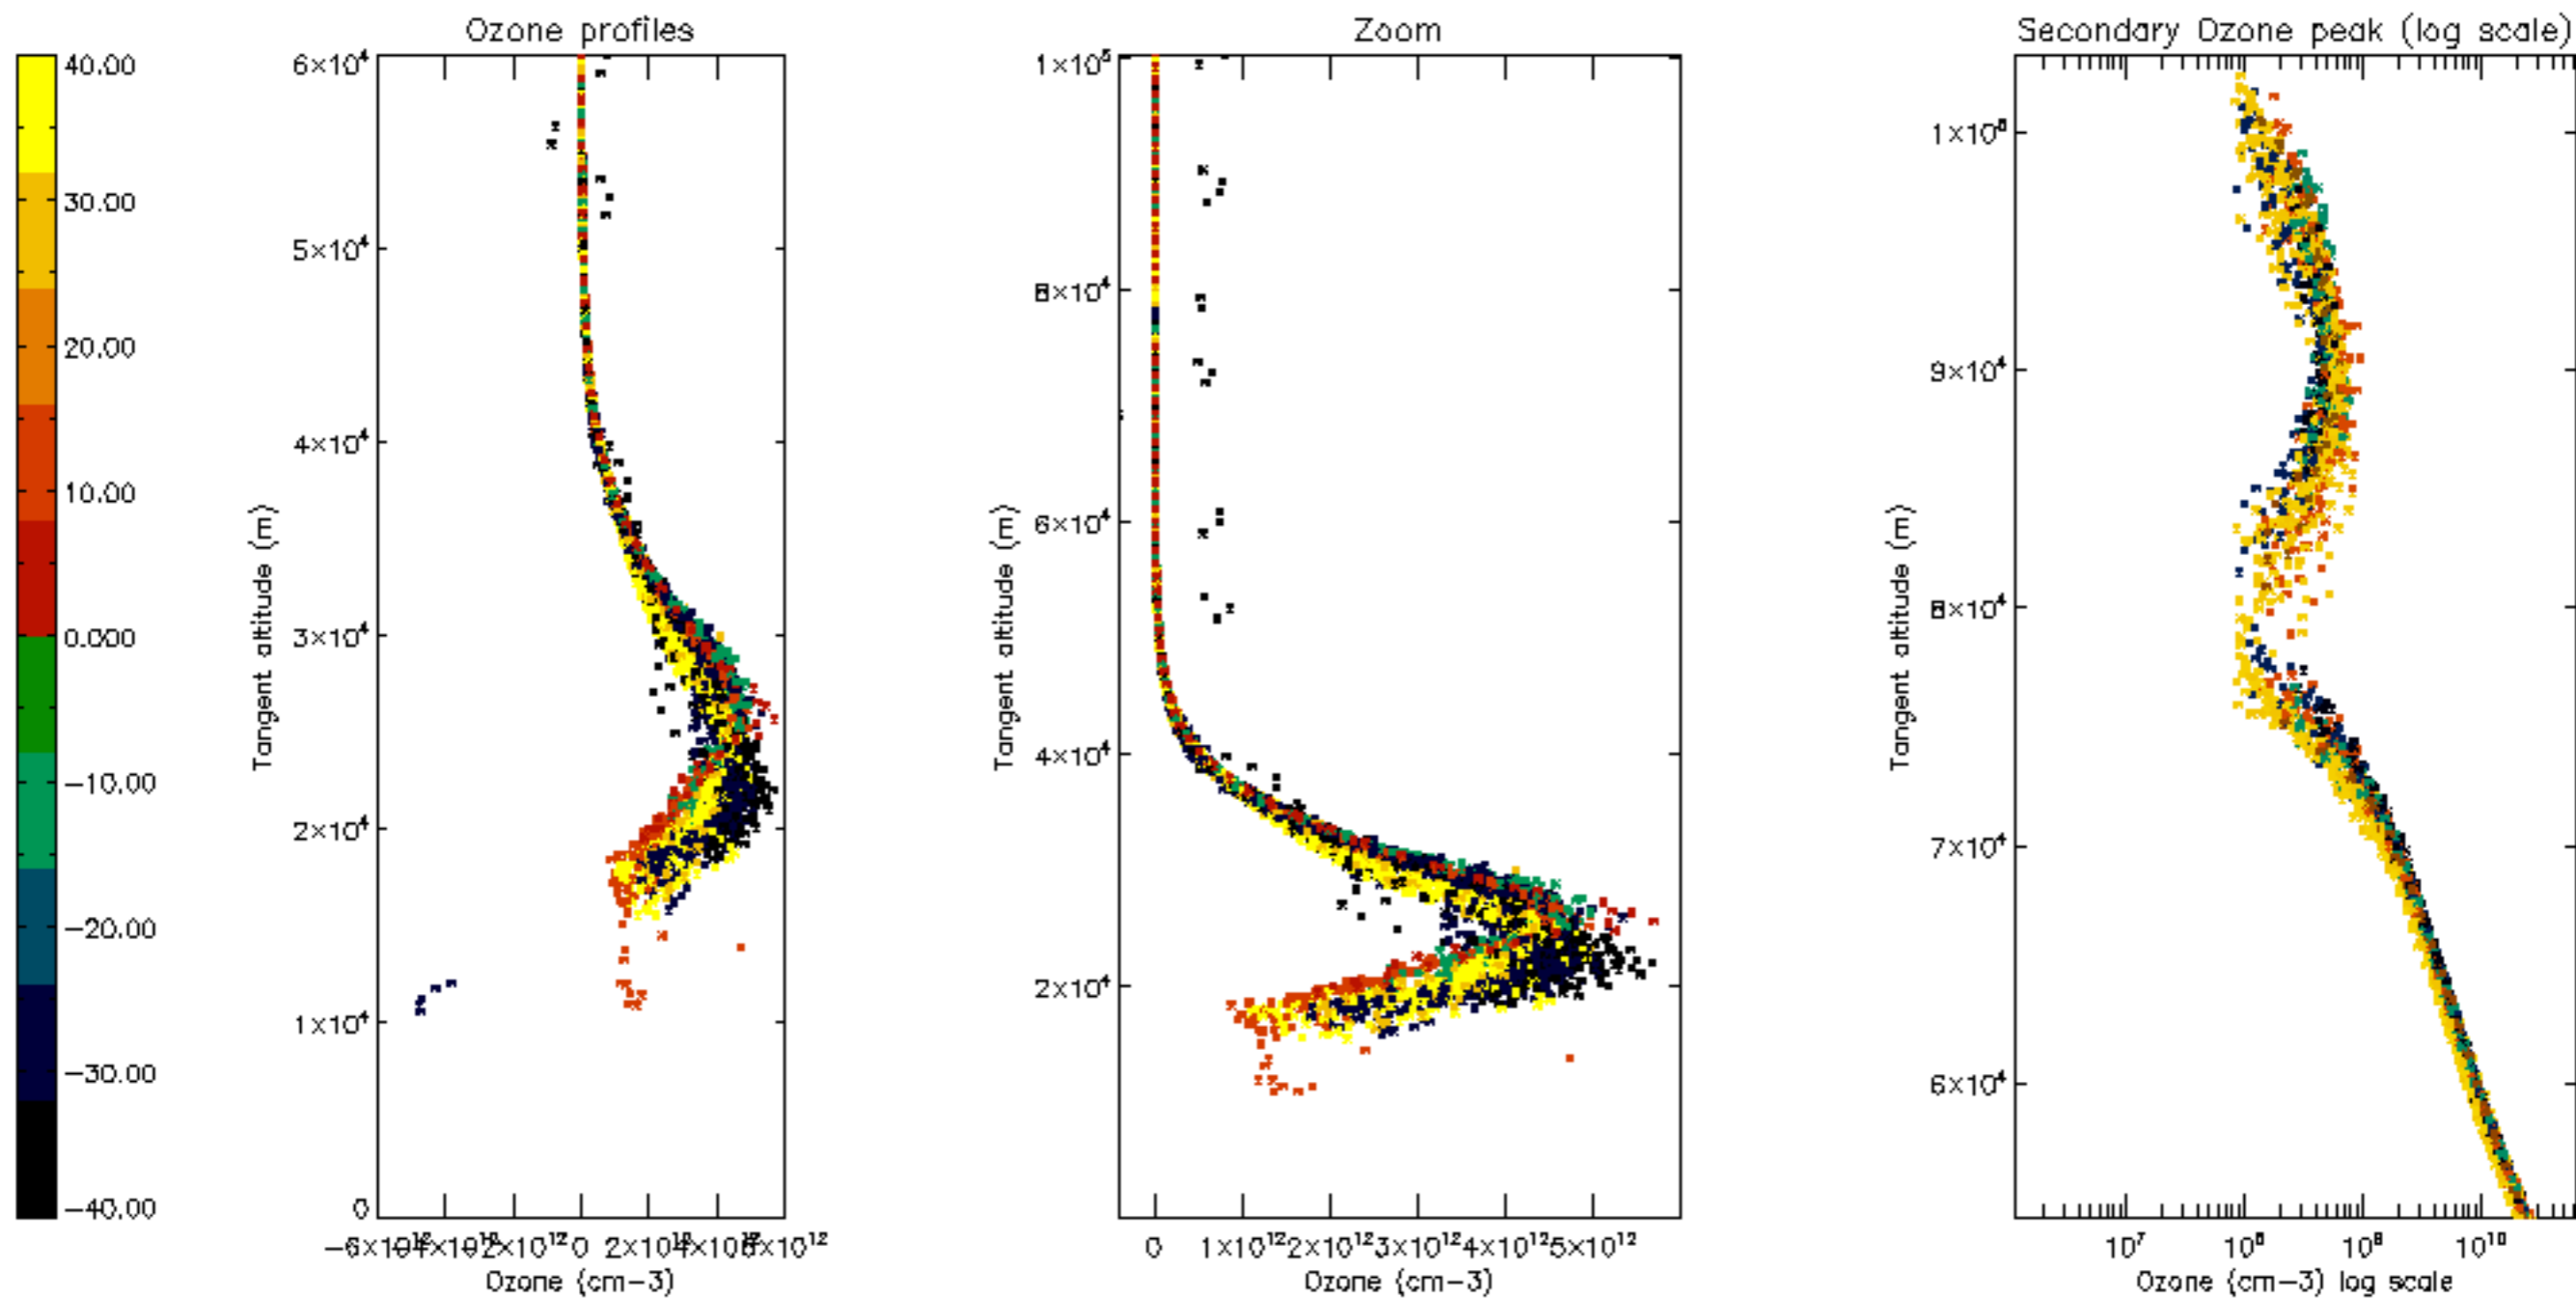 Ozone profiles
Zoom
Secondary Ozone peak (log scale)
40.00
30.00
20.00
10.00
0.00
−10.00
−20.00
−30.00
−40.00
6×10⁴
5×10⁴
4×10⁴
3×10⁴
2×10⁴
1×10⁴
0
Tangent altitude (m)
0 2×10¹²
Ozone (cm−3)
1×10⁵
8×10⁴
6×10⁴
4×10⁴
2×10⁴
Tangent altitude (m)
0 1×10¹² 2×10¹² 3×10¹² 4×10¹² 5×10¹²
Ozone (cm−3)
9×10⁴
8×10⁴
7×10⁴
6×10⁴
Tangent altitude (m)
10⁷ 10⁸ 10⁹ 10¹⁰
Ozone (cm−3) log scale